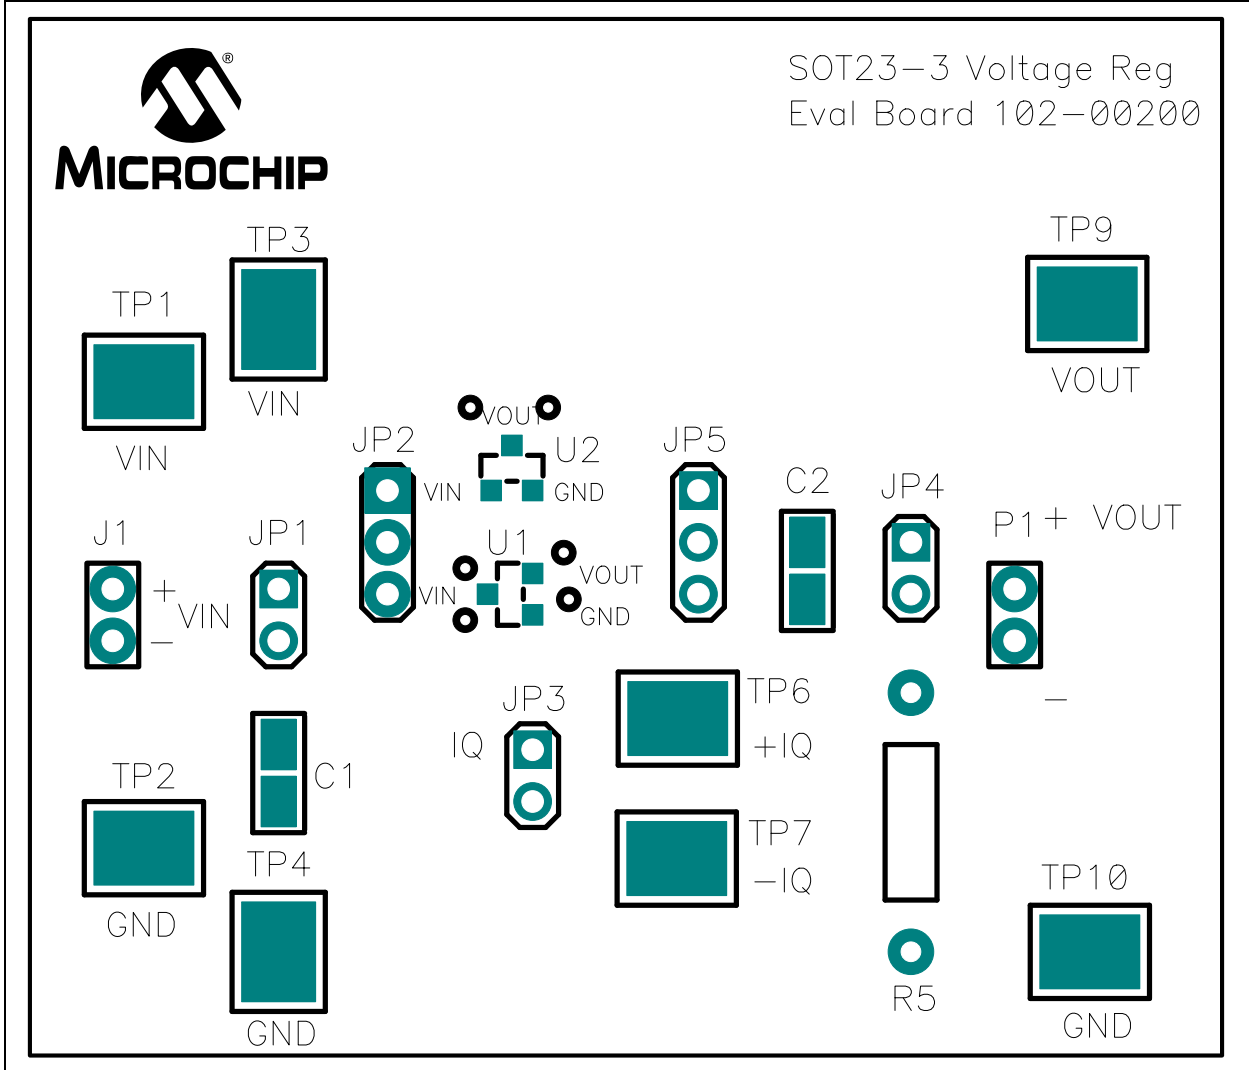 ®
MICROCHIP
SOT23-3 Voltage Reg
Eval Board 102-00200
TP3
VIN
TP1
VIN
TP9
VOUT
JP2
VOUT
U2
VIN
GND
JP5
C2
JP4
P1
+ VOUT
-
J1
+
VIN
-
JP1
U1
VOUT
VIN
GND
JP3
IQ
TP6
+IQ
TP7
-IQ
C1
TP2
GND
TP4
GND
R5
TP10
GND